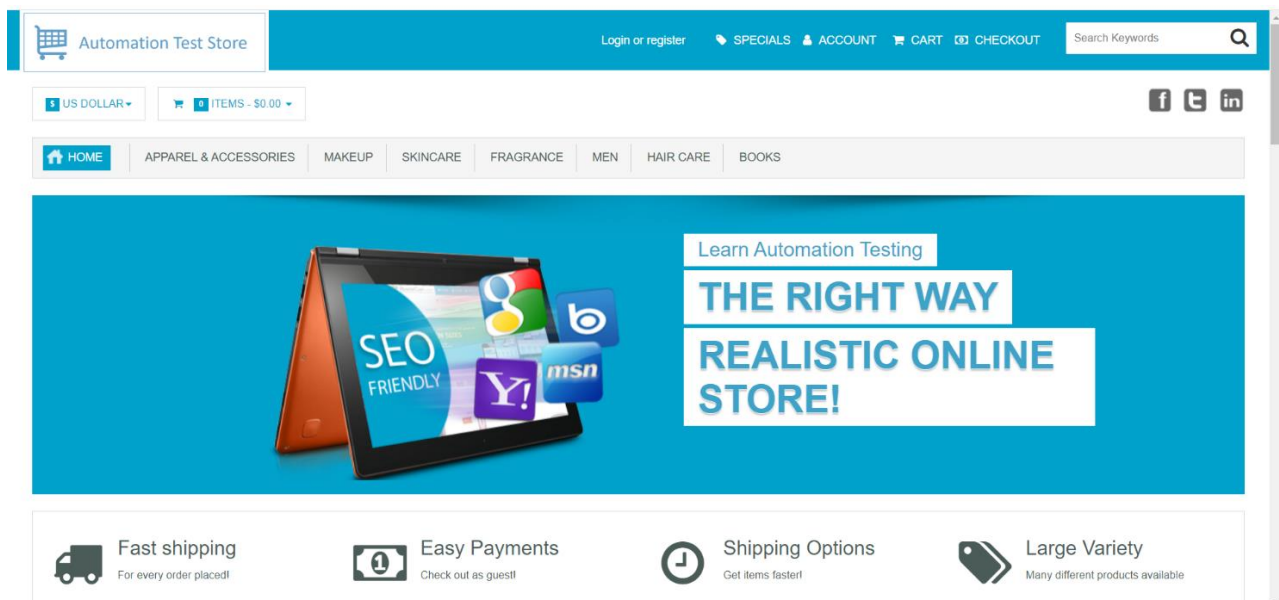 Automation Test Store
Login or register SPECIALS ACCOUNT CART CHECKOUT Search Keywords
$ US DOLLAR 0 ITEMS - $0.00
f t in
HOME APPAREL & ACCESSORIES MAKEUP SKINCARE FRAGRANCE MEN HAIR CARE BOOKS
Learn Automation Testing
THE RIGHT WAY
REALISTIC ONLINE
STORE!
SEO
FRIENDLY
g
b
Y!
msn
Fast shipping
For every order placed!
1
Easy Payments
Check out as guest!
Shipping Options
Get items faster!
Large Variety
Many different products available